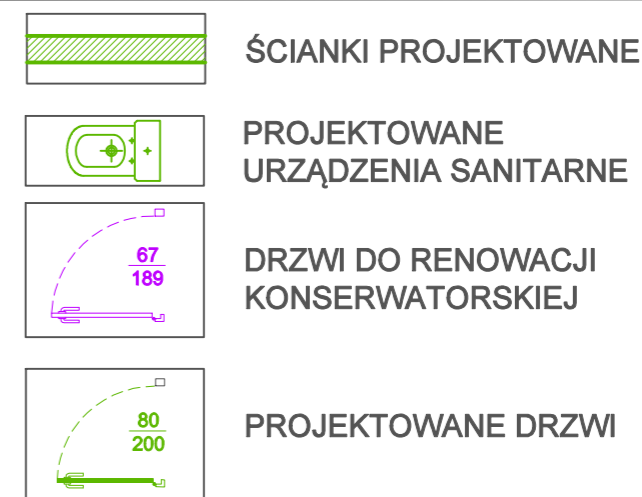 ŚCIANKI PROJEKTOWANE
PROJEKTOWANE
URZĄDZENIA SANITARNE
67
189
DRZWI DO RENOWACJI
KONSERWATORSKIEJ
80
200
PROJEKTOWANE DRZWI